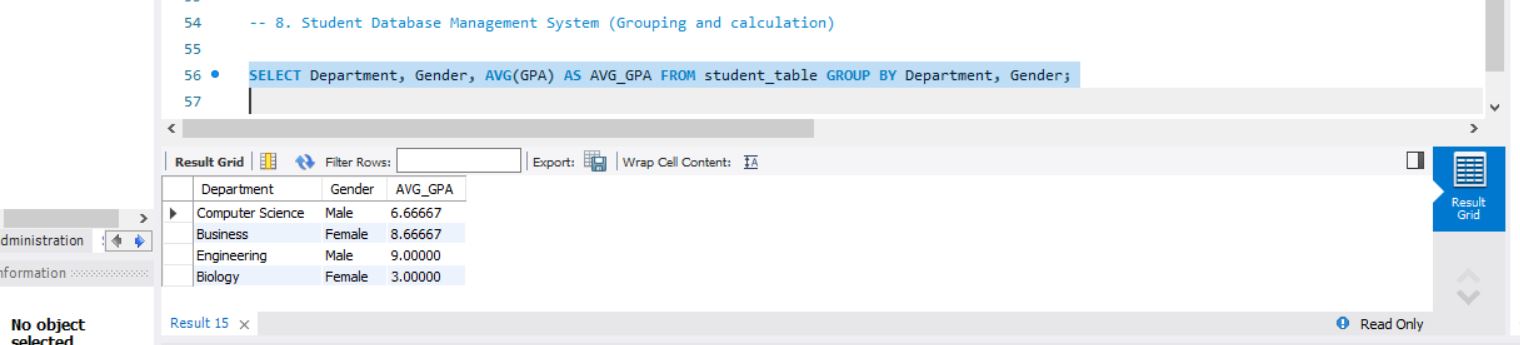 54 -- 8. Student Database Management System (Grouping and calculation)
55
56 SELECT Department, Gender, AVG(GPA) AS AVG_GPA FROM student_table GROUP BY Department, Gender;
57
Result Grid Filter Rows: Export: Wrap Cell Content:
Department Gender AVG_GPA
Computer Science Male 6.66667
Business Female 8.66667
Engineering Male 9.00000
Biology Female 3.00000
Result
Grid
dministration
nformation
No object
selected
Result 15
Read Only